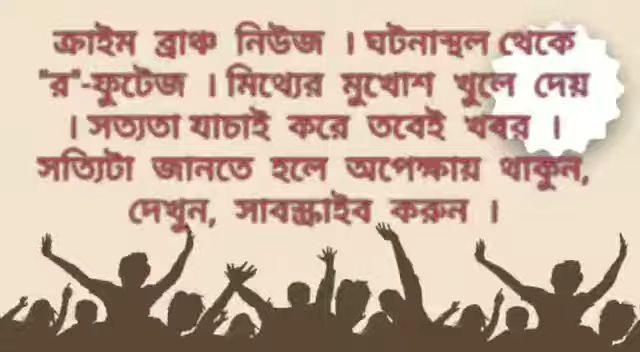 ক্রাইম ব্রাঞ্চ নিউজ । ঘটনাস্থল থেকে
"র"-ফুটেজ । মিথ্যের মুখোশ খুলে দেয়
। সত্যতা যাচাই করে তবেই খবর ।
সত্যিটা জানতে হলে অপেক্ষায় থাকুন,
দেখুন, সাবস্ক্রাইব করুন ।